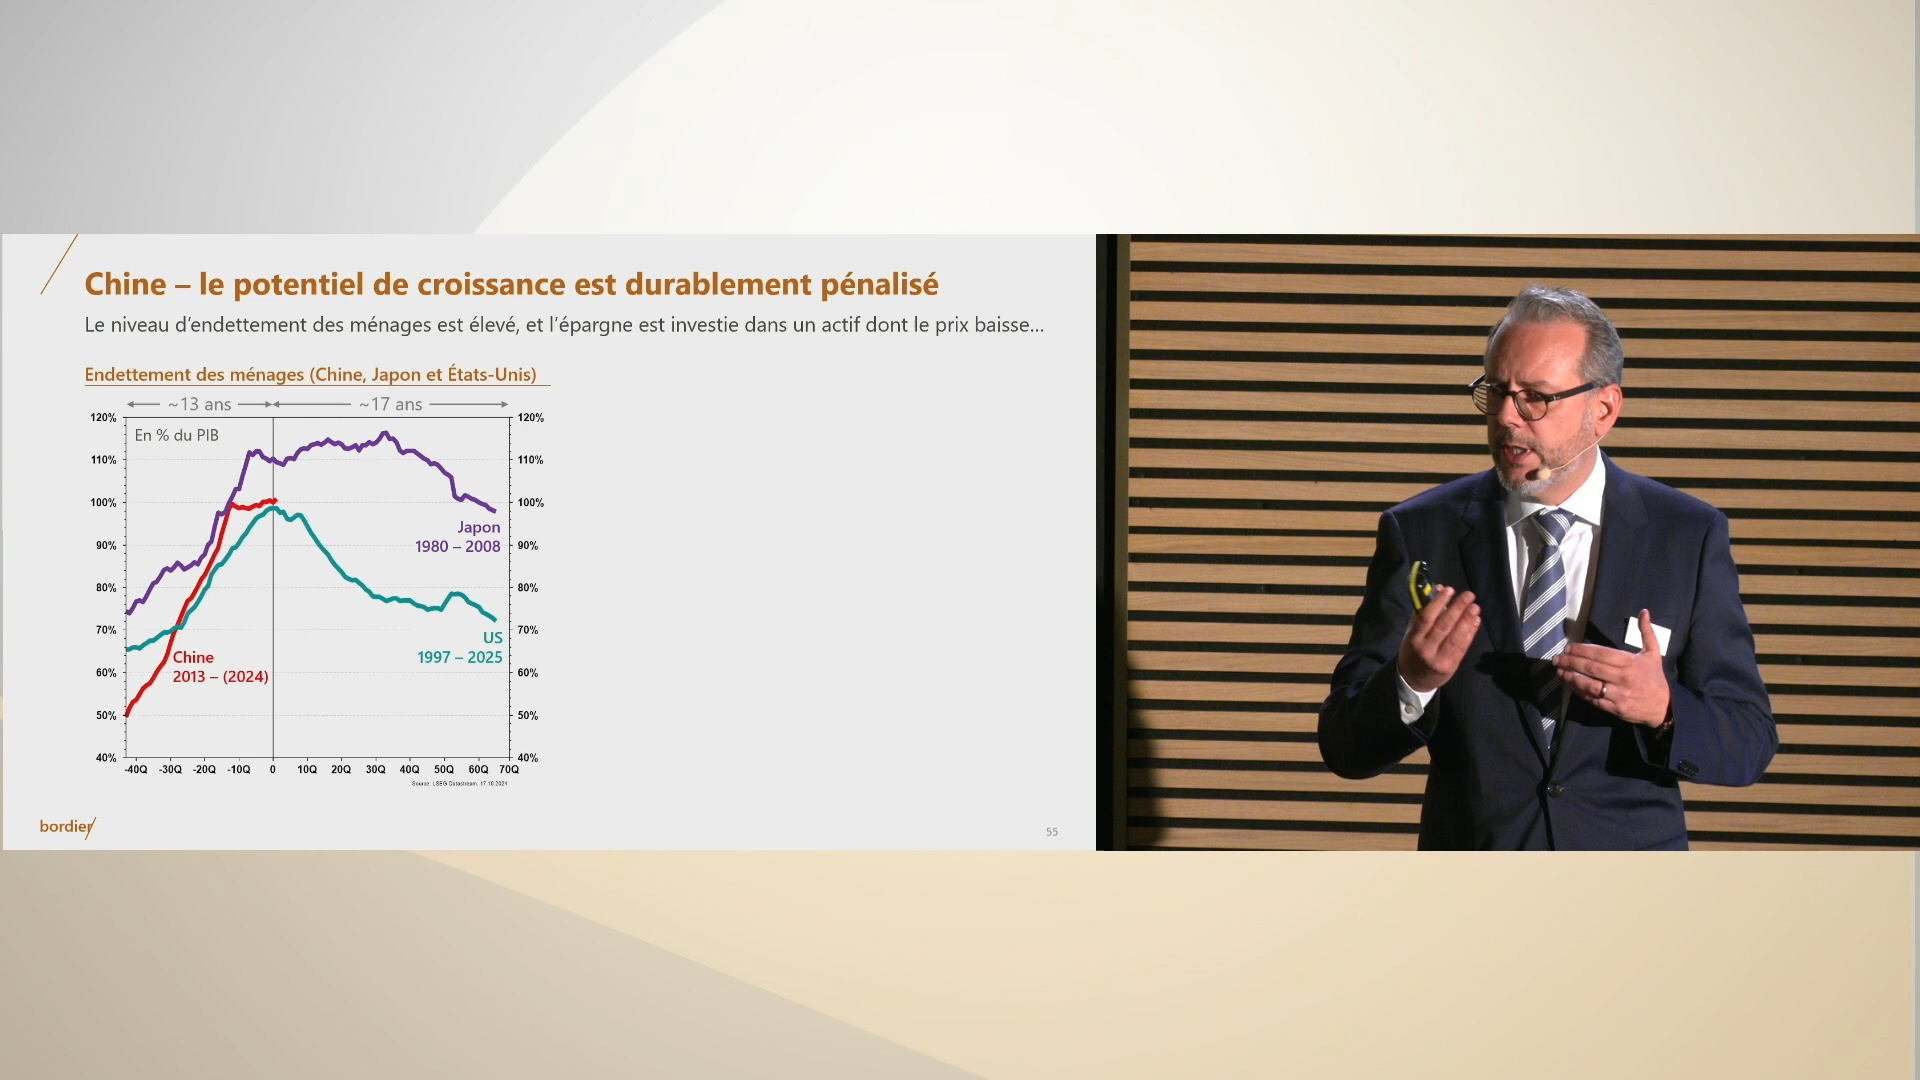 Chine – le potentiel de croissance est durablement pénalisé
Le niveau d'endettement des ménages est élevé, et l'épargne est investie dans un actif dont le prix baisse...
Endettement des ménages (Chine, Japon et États-Unis)
~13 ans ~17 ans
120% 120%
En % du PIB
110% 110%
100% 100%
Japon
1980 – 2008
90% 90%
80% 80%
70% 70%
US
1997 – 2025
Chine
2013 – (2024)
60% 60%
50% 50%
40% 40%
-40Q -30Q -20Q -10Q 0 10Q 20Q 30Q 40Q 50Q 60Q 70Q
Source: LSEG Datastream, 17.10.2024
bordier
55